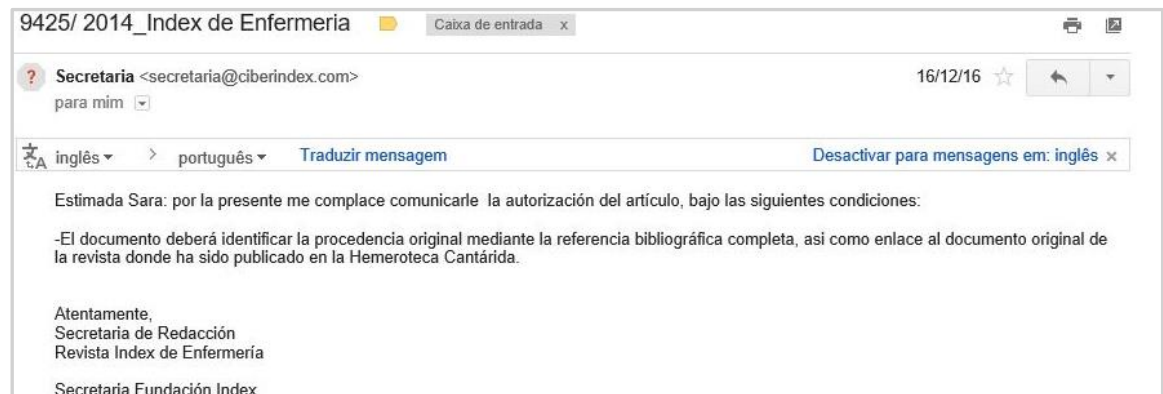 9425/ 2014_Index de Enfermeria Caixa de entrada x
? Secretaria <secretaria@ciberindex.com> 16/12/16
para mim
inglês > português Traduzir mensagem Desactivar para mensagens em: inglês ×
Estimada Sara: por la presente me complace comunicarle la autorización del artículo, bajo las siguientes condiciones:
-El documento deberá identificar la procedencia original mediante la referencia bibliográfica completa, asi como enlace al documento original de
la revista donde ha sido publicado en la Hemeroteca Cantárida.
Atentamente,
Secretaria de Redacción
Revista Index de Enfermería
Secretaria Fundación Index